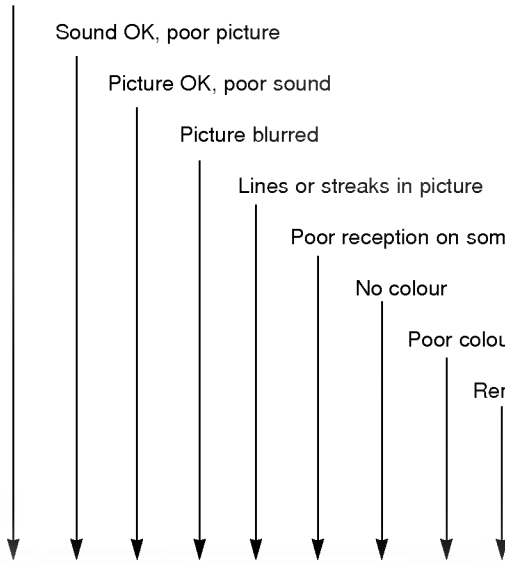 Sound OK, poor picture
Picture OK, poor sound
Picture blurred
Lines or streaks in picture
Poor reception on som
No colour
Poor colou